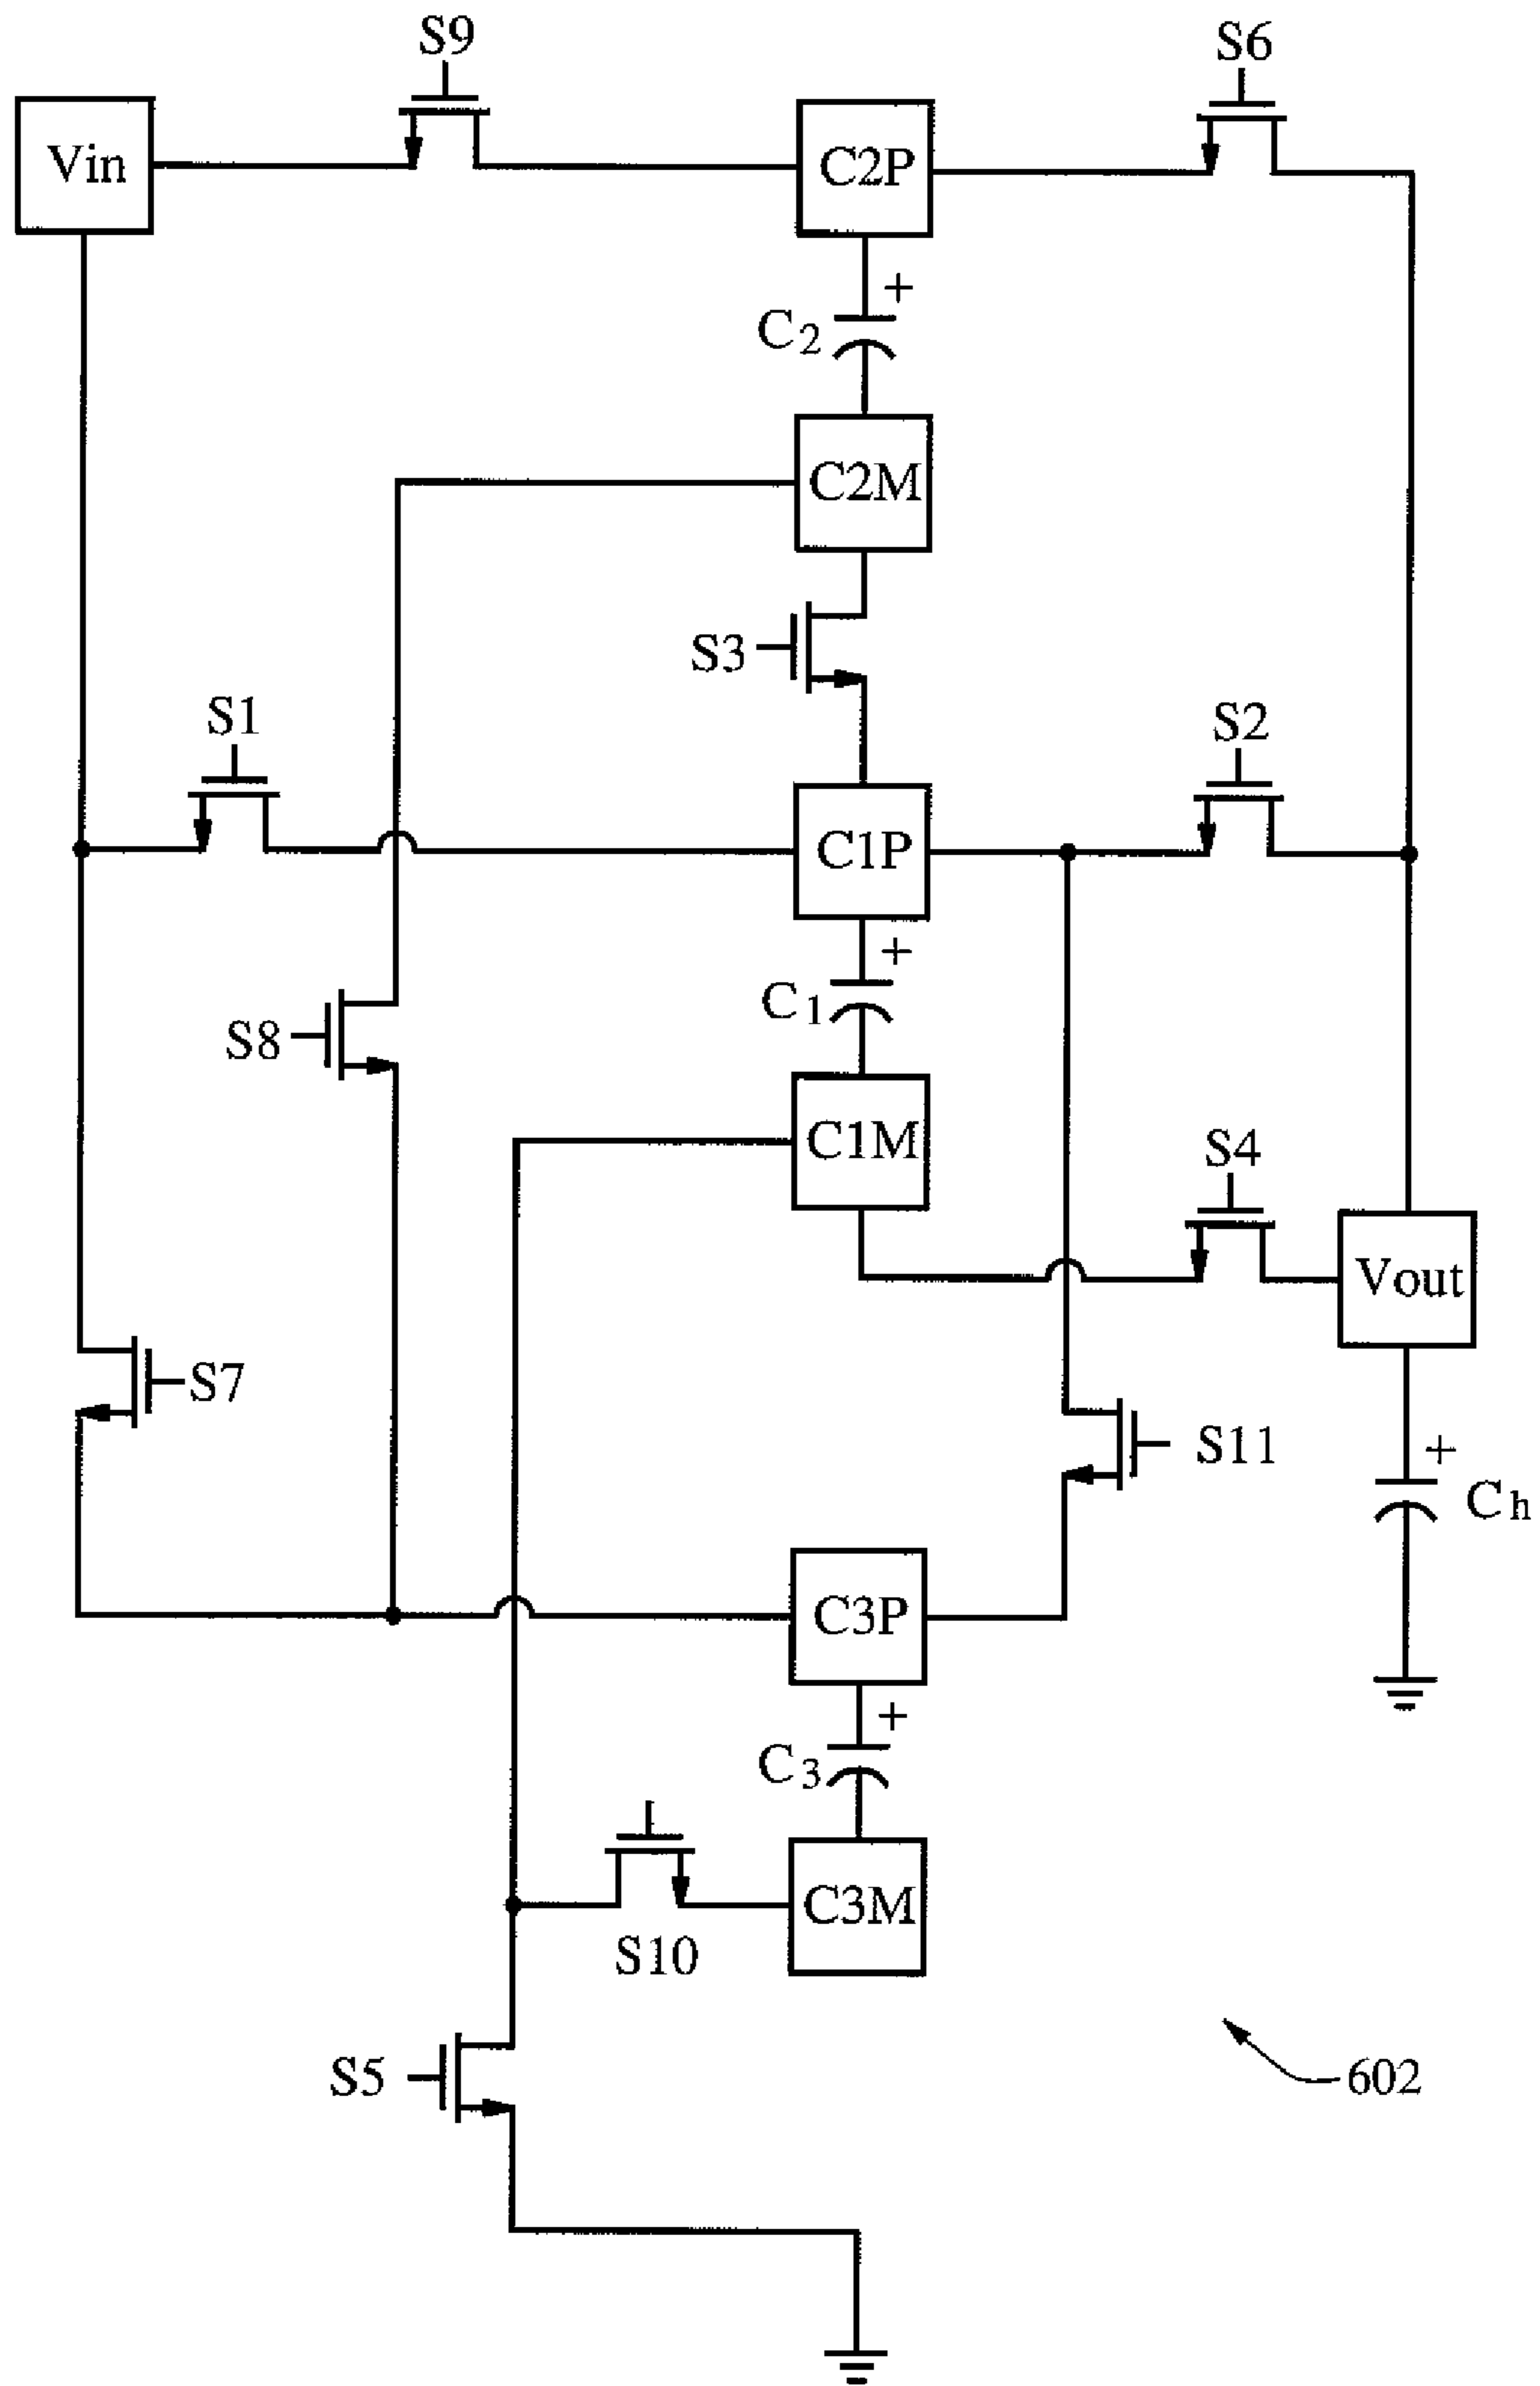 S9
S6
Vin
C2P
+
C2
C2M
S3
S1
S2
C1P
+
C1
S8
C1M
S4
Vout
S7
S11
+
Ch
C3P
+
C3
C3M
S10
S5
602